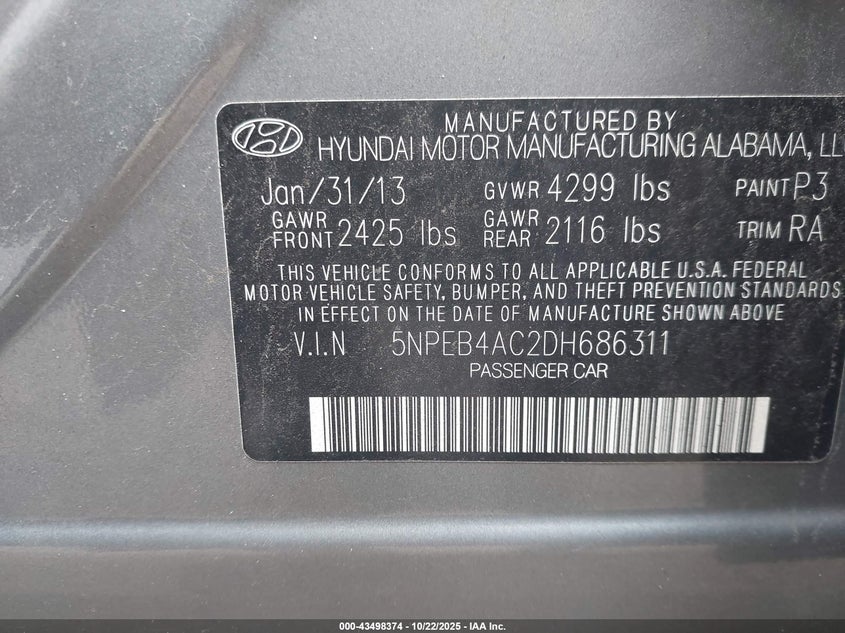 MANUFACTURED BY
HYUNDAI MOTOR MANUFACTURING ALABAMA, LL
Jan/31/13 GVWR 4299 lbs PAINT P3
GAWR FRONT 2425 lbs GAWR REAR 2116 lbs TRIM RA
THIS VEHICLE CONFORMS TO ALL APPLICABLE U.S.A. FEDERAL
MOTOR VEHICLE SAFETY, BUMPER, AND THEFT PREVENTION STANDARDS
IN EFFECT ON THE DATE OF MANUFACTURE SHOWN ABOVE
V.I.N 5NPEB4AC2DH686311
PASSENGER CAR
000-43498374 - 10/22/2025 - IAA Inc.